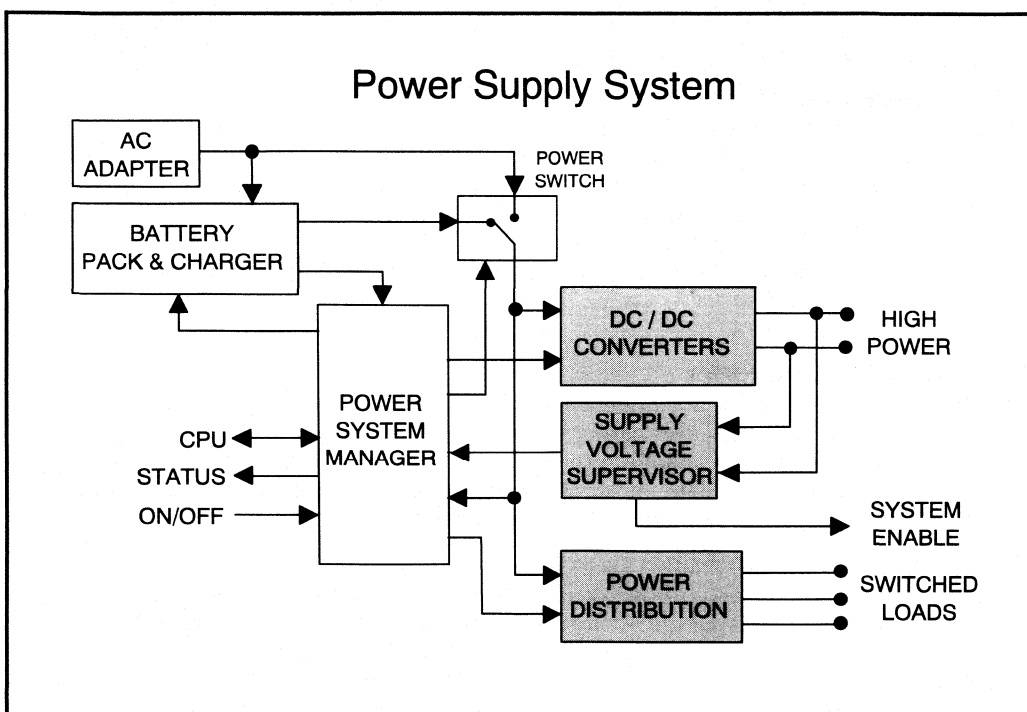 Power Supply System
AC
ADAPTER
POWER
SWITCH
BATTERY
PACK & CHARGER
DC / DC
CONVERTERS
HIGH
POWER
POWER
SYSTEM
MANAGER
SUPPLY
VOLTAGE
SUPERVISOR
CPU
STATUS
ON/OFF
SYSTEM
ENABLE
POWER
DISTRIBUTION
SWITCHED
LOADS